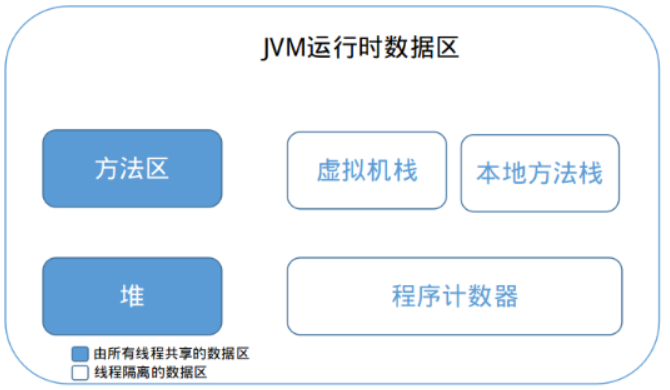 JVM运行时数据区
方法区
虚拟机栈
本地方法栈
堆
程序计数器
由所有线程共享的数据区
线程隔离的数据区